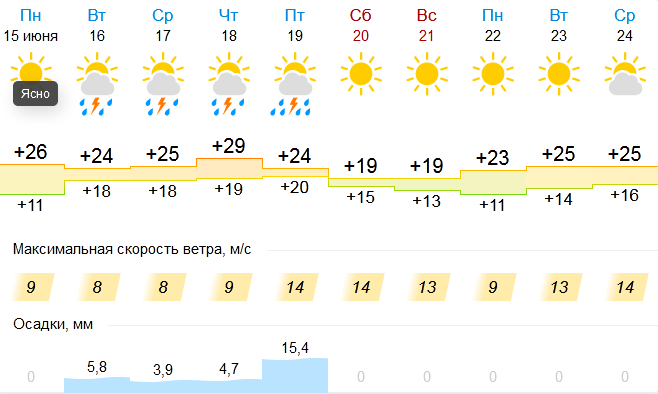 Пн Вт Ср Чт Пт Сб Вс Пн Вт Ср
15 июня 16 17 18 19 20 21 22 23 24
Ясно
+26 +24 +25 +29 +24 +19 +19 +23 +25 +25
+11 +18 +18 +19 +20 +15 +13 +11 +14 +16
Максимальная скорость ветра, м/с
9 8 8 9 14 14 13 9 13 14
Осадки, мм
0 5,8 3,9 4,7 15,4 0 0 0 0 0